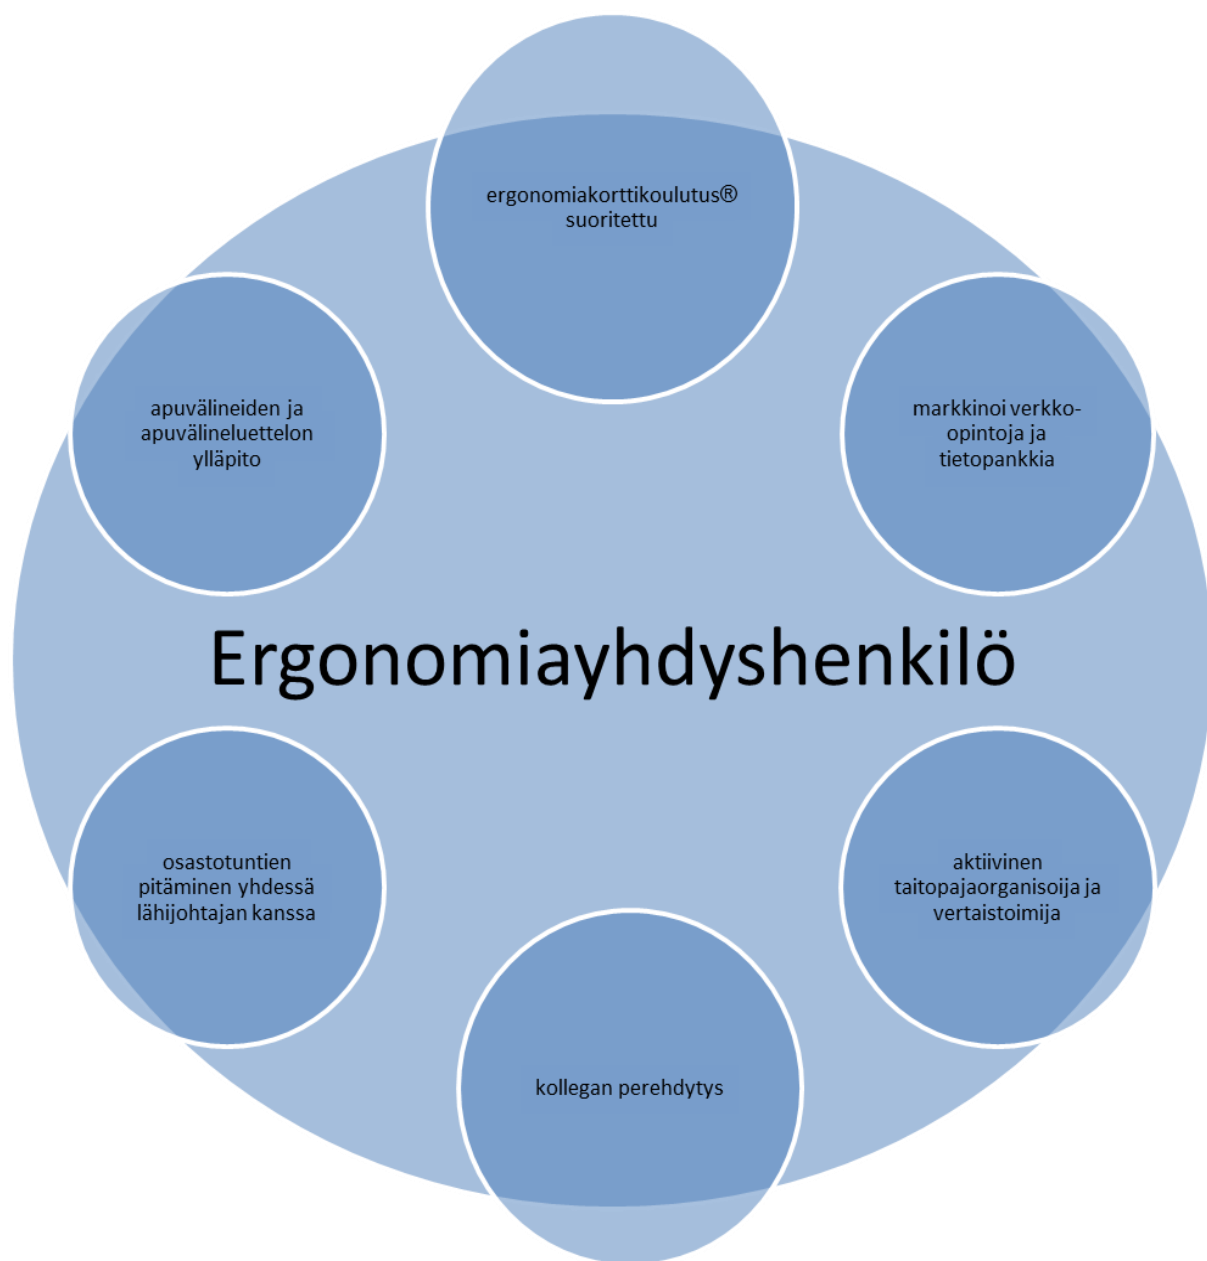 ergonomiakorttikoulutus®
suoritettu
apuvälineiden ja
apuvälineluettelon
ylläpito
markkinoi verkko-
opintoja ja
tietopankkia
Ergonomiayhdyshenkilö
osastotuntien
pitäminen yhdessä
lähijohtajan kanssa
aktiivinen
taitopajaorganisoija ja
vertaistoimija
kollegan perehdytys